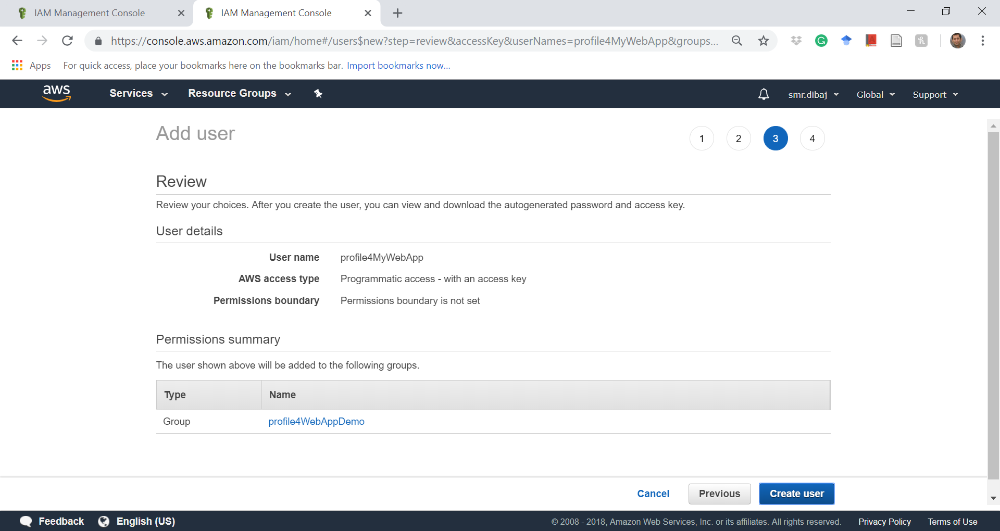 IAM Management Console
IAM Management Console
https://console.aws.amazon.com/iam/home#/users$new?step=review&accessKey&userNames=profile4MyWebApp&groups...
Apps For quick access, place your bookmarks here on the bookmarks bar. Import bookmarks now...
aws Services Resource Groups smr.dibaj Global Support
Add user 1 2 3 4
Review
Review your choices. After you create the user, you can view and download the autogenerated password and access key.
User details
User name profile4MyWebApp
AWS access type Programmatic access - with an access key
Permissions boundary Permissions boundary is not set
Permissions summary
The user shown above will be added to the following groups.
Type Name
Group profile4WebAppDemo
Cancel Previous Create user
Feedback English (US) © 2008 - 2018, Amazon Web Services, Inc. or its affiliates. All rights reserved. Privacy Policy Terms of Use